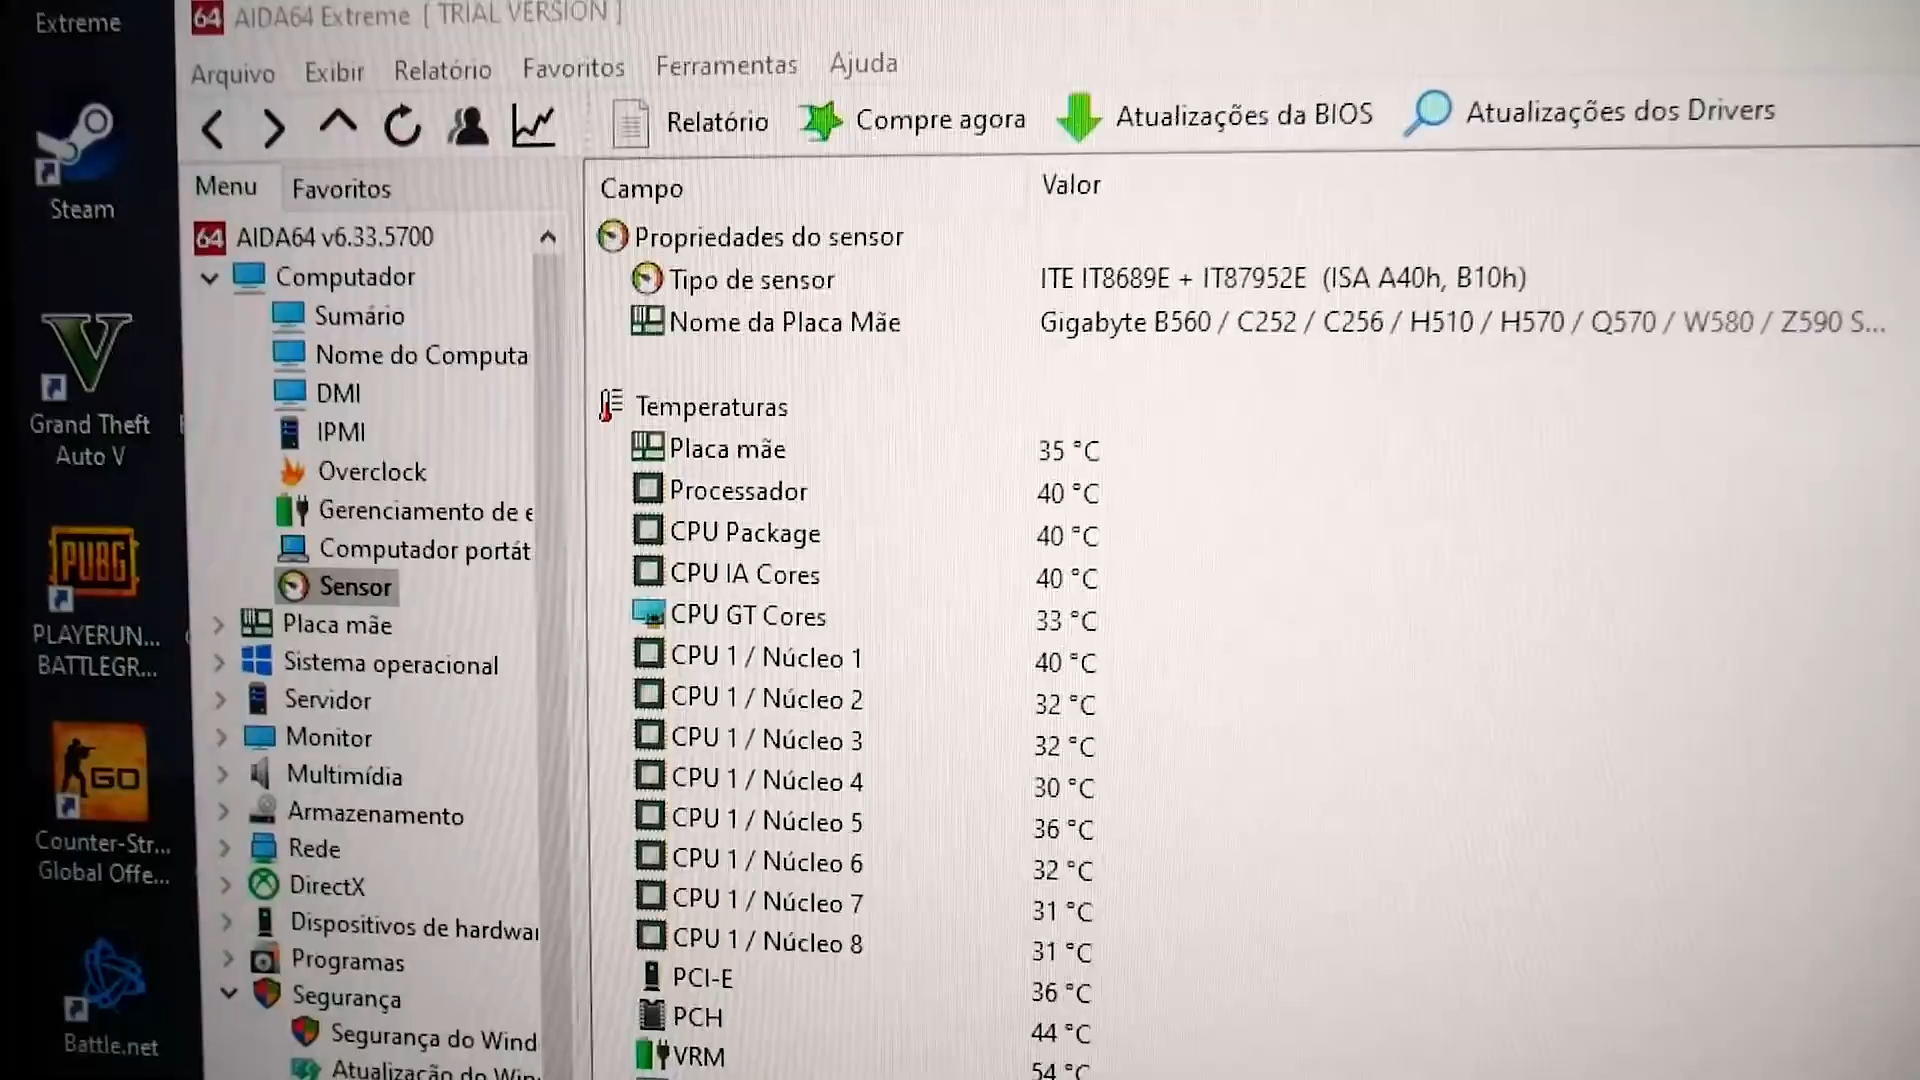 Extreme
Steam
Grand Theft
Auto V
PUBG
PLAYERUN...
BATTLEGR...
GO
Counter-Str...
Global Offe...
Battle.net
64 AIDA64 Extreme [ TRIAL VERSION ]
Arquivo Exibir Relatório Favoritos Ferramentas Ajuda
Relatório Compre agora Atualizações da BIOS Atualizações dos Drivers
Menu Favoritos
64 AIDA64 v6.33.5700
Computador
Sumário
Nome do Computa
DMI
IPMI
Overclock
Gerenciamento de e
Computador portát
Sensor
Placa mãe
Sistema operacional
Servidor
Monitor
Multimídia
Armazenamento
Rede
DirectX
Dispositivos de hardwar
Programas
Segurança
Segurança do Wind
Atualização do Win
Campo Valor
Propriedades do sensor
Tipo de sensor ITE IT8689E + IT87952E (ISA A40h, B10h)
Nome da Placa Mãe Gigabyte B560 / C252 / C256 / H510 / H570 / Q570 / W580 / Z590 S...
Temperaturas
Placa mãe 35 °C
Processador 40 °C
CPU Package 40 °C
CPU IA Cores 40 °C
CPU GT Cores 33 °C
CPU 1 / Núcleo 1 40 °C
CPU 1 / Núcleo 2 32 °C
CPU 1 / Núcleo 3 32 °C
CPU 1 / Núcleo 4 30 °C
CPU 1 / Núcleo 5 36 °C
CPU 1 / Núcleo 6 32 °C
CPU 1 / Núcleo 7 31 °C
CPU 1 / Núcleo 8 31 °C
PCI-E 36 °C
PCH 44 °C
VRM 54 °C